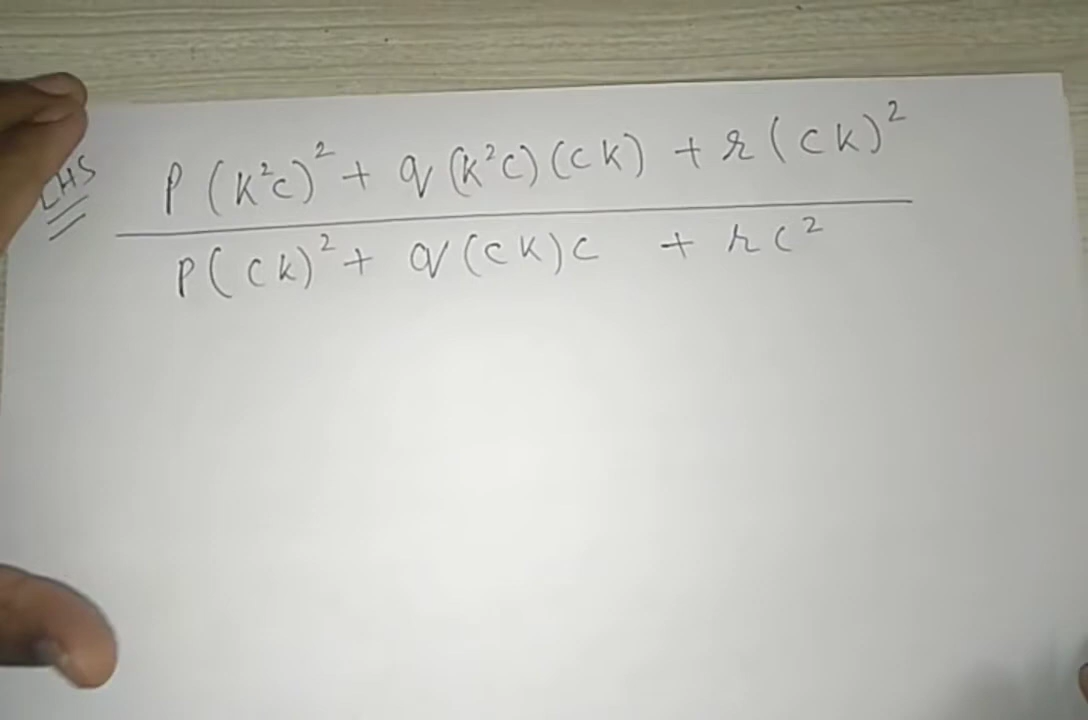 LHS
P(k²c)² + q(k²c)(ck) + r(ck)²
P(ck)² + q(ck)c + rc²